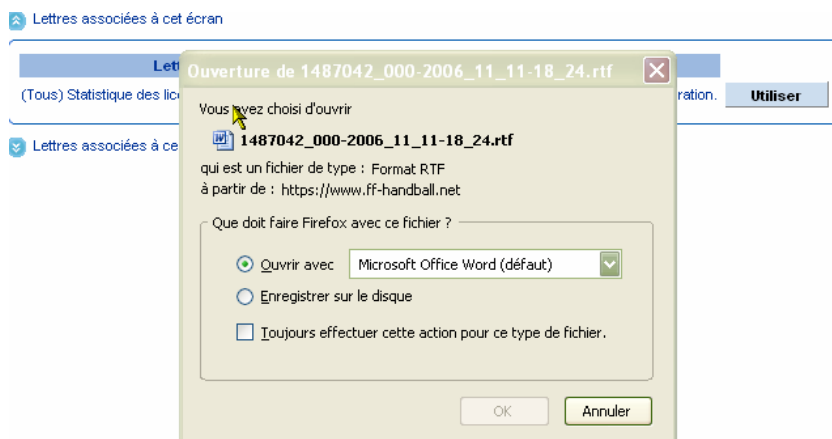 Lettres associées à cet écran
Lett
Ouverture de 1487042_000-2006_11_11-18_24.rtf
(Tous) Statistique des lice
ration.
Utiliser
Vous avez choisi d'ouvrir
1487042_000-2006_11_11-18_24.rtf
Lettres associées à ce
qui est un fichier de type : Format RTF
à partir de : https://www.ff-handball.net
Que doit faire Firefox avec ce fichier ?
Ouvrir avec
Microsoft Office Word (défaut)
Enregistrer sur le disque
Toujours effectuer cette action pour ce type de fichier.
OK
Annuler